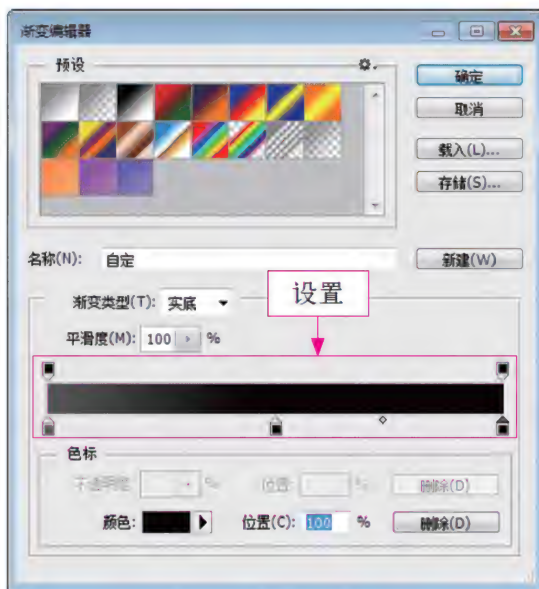 渐变编辑器
预设
确定
取消
载入(L)...
存储(S)...
名称(N): 自定
新建(W)
设置
渐变类型(T): 实底
平滑度(M): 100 %
色标
不透明度: % 位置: % 删除(D)
颜色: 位置(C): 100 % 删除(D)